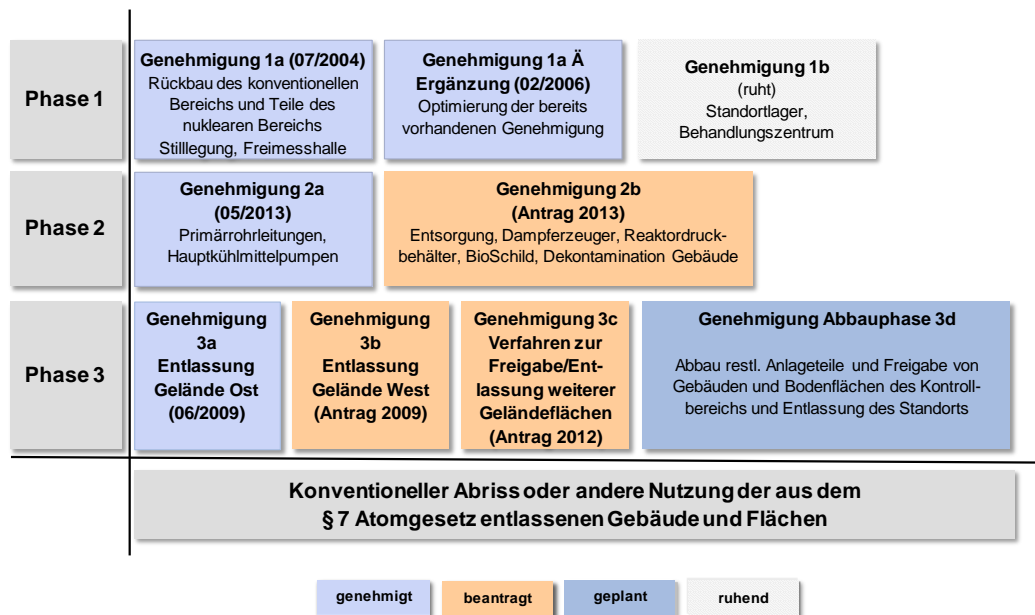 Phase 1
Genehmigung 1a (07/2004)
Rückbau des konventionellen
Bereichs und Teile des
nuklearen Bereichs
Stilllegung, Freimesshalle
Genehmigung 1a Ä
Ergänzung (02/2006)
Optimierung der bereits
vorhandenen Genehmigung
Genehmigung 1b
(ruht)
Standortlager,
Behandlungszentrum
Phase 2
Genehmigung 2a
(05/2013)
Primärrohrleitungen,
Hauptkühlmittelpumpen
Genehmigung 2b
(Antrag 2013)
Entsorgung, Dampferzeuger, Reaktordruck-
behälter, BioSchild, Dekontamination Gebäude
Phase 3
Genehmigung
3a
Entlassung
Gelände Ost
(06/2009)
Genehmigung
3b
Entlassung
Gelände West
(Antrag 2009)
Genehmigung 3c
Verfahren zur
Freigabe/Ent-
lassung weiterer
Geländeflächen
(Antrag 2012)
Genehmigung Abbauphase 3d
Abbau restl. Anlageteile und Freigabe von
Gebäuden und Bodenflächen des Kontroll-
bereichs und Entlassung des Standorts
Konventioneller Abriss oder andere Nutzung der aus dem
§ 7 Atomgesetz entlassenen Gebäude und Flächen
genehmigt
beantragt
geplant
ruhend